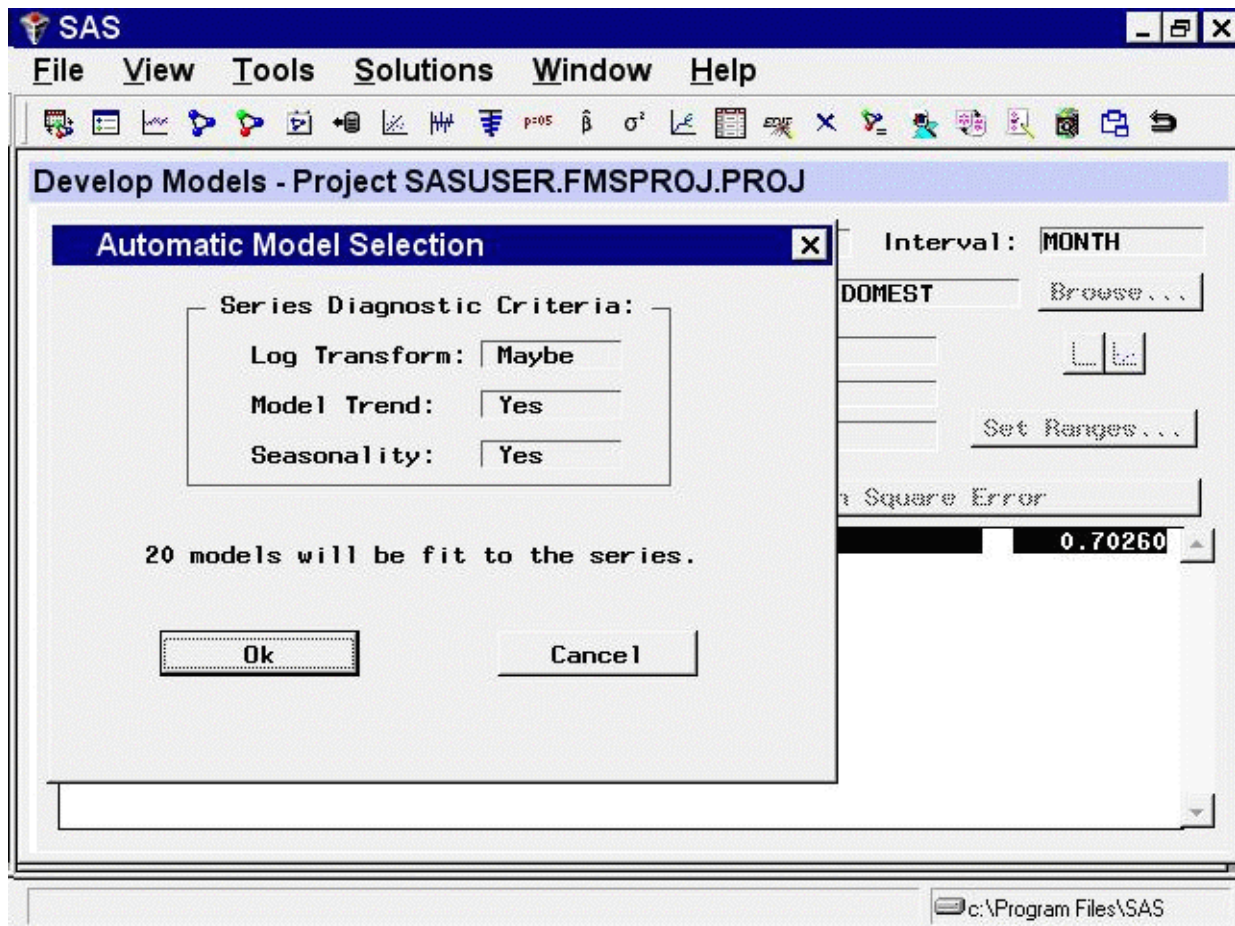 SAS
File View Tools Solutions Window Help
p=05 β̂ σ²
Develop Models - Project SASUSER.FMSPROJ.PROJ
Automatic Model Selection
Interval: MONTH
Series Diagnostic Criteria:
DOMEST Browse...
Log Transform: Maybe
Model Trend: Yes
Set Ranges...
Seasonality: Yes
Square Error
20 models will be fit to the series.
0.70260
Ok Cancel
c:\Program Files\SAS